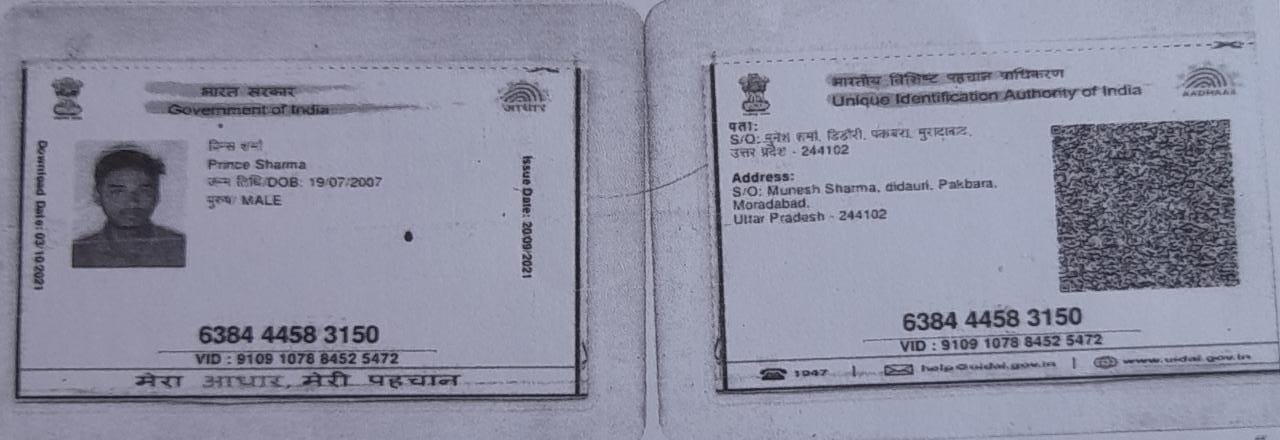 भारत सरकार
Government of India
आधार
Download Date: 03/10/2021
शर्मा
Prince Sharma
जन्म तिथि/DOB: 19/07/2007
पुरुष/ MALE
Issue Date: 20/09/2021
6384 4458 3150
VID : 9109 1078 8452 5472
मेरा आधार, मेरी पहचान
भारतीय विशिष्ट पहचान प्राधिकरण
Unique Identification Authority of India
AADHAAR
पता:
S/O: मुनेश शर्मा, डिडौरी, पकबरा, मुरादाबाद,
उत्तर प्रदेश - 244102
Address:
S/O: Munesh Sharma, didauri, Pakbara,
Moradabad,
Uttar Pradesh - 244102
6384 4458 3150
VID : 9109 1078 8452 5472
1947 | help@uidai.gov.in | www.uidai.gov.in